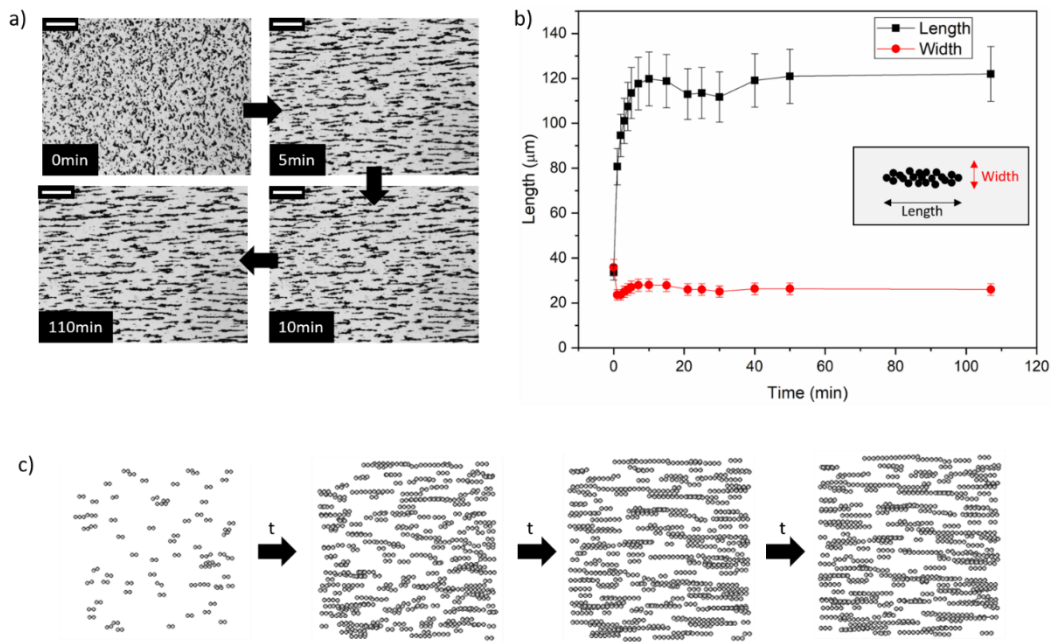 a)
0min
5min
110min
10min
b)
Length
Width
Length (μm)
140
120
100
80
60
40
20
0
Width
Length
0 20 40 60 80 100 120
Time (min)
c)
t
t
t